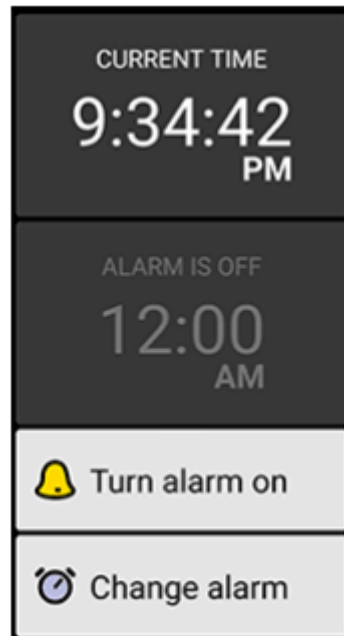 CURRENT TIME
9:34:42
PM
ALARM IS OFF
12:00
AM
Turn alarm on
Change alarm